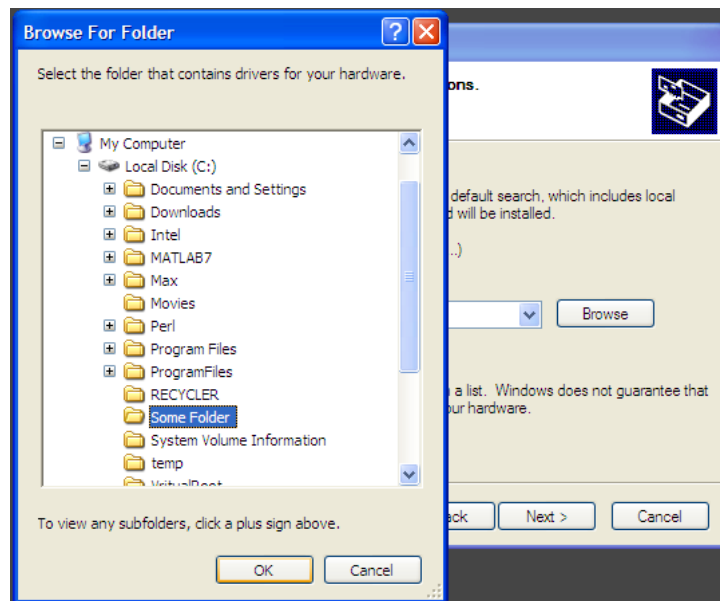 Browse For Folder
Select the folder that contains drivers for your hardware.
My Computer
Local Disk (C:)
Documents and Settings
Downloads
Intel
MATLAB7
Max
Movies
Perl
Program Files
ProgramFiles
RECYCLER
Some Folder
System Volume Information
temp
VritualRoot
To view any subfolders, click a plus sign above.
OK Cancel
ons.
default search, which includes local
d will be installed.
...)
Browse
a list. Windows does not guarantee that
ur hardware.
ack Next > Cancel